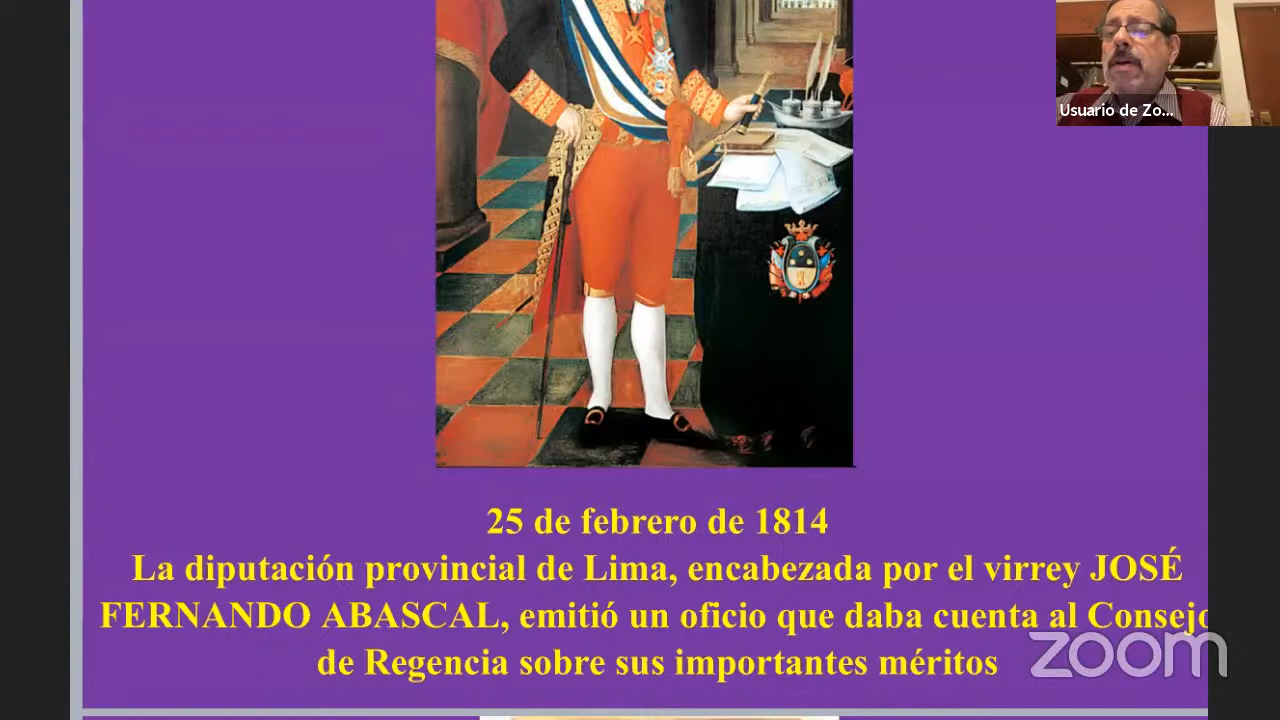 Usuario de Zo...
25 de febrero de 1814
La diputación provincial de Lima, encabezada por el virrey JOSÉ
FERNANDO ABASCAL, emitió un oficio que daba cuenta al Consejo
de Regencia sobre sus importantes méritos
zoom